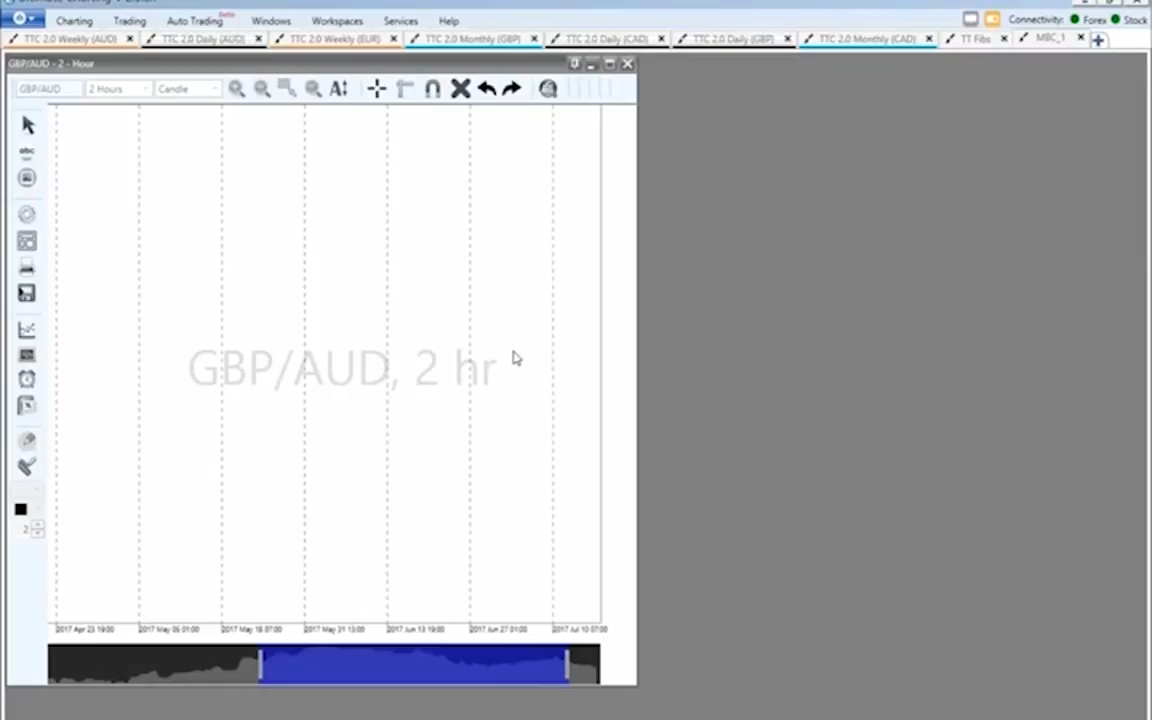 Charting Trading Auto Trading Beta Windows Workspaces Services Help Connectivity: Forex Stock
TTC 2.0 Weekly (AUD) TTC 2.0 Daily (AUD) TTC 2.0 Weekly (EUR) TTC 2.0 Monthly (GBP) TTC 2.0 Daily (CAD) TTC 2.0 Daily (GBP) TTC 2.0 Monthly (CAD) TT Fibs MBC_1
GBP/AUD - 2 - Hour
GBP/AUD 2 Hours Candle
abc
GBP/AUD, 2 hr
2
2017 Apr 23 19:00 2017 May 05 01:00 2017 May 18 07:00 2017 May 31 13:00 2017 Jun 13 19:00 2017 Jun 27 01:00 2017 Jul 10 07:00